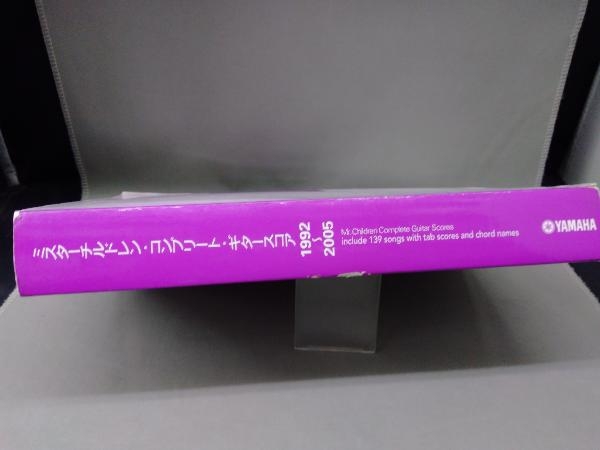 ミスターチルドレン・コンプリート・ギタースコア
1992
〜
2005
Mr.Children Complete Guitar Scores
include 139 songs with tab scores and chord names
YAMAHA